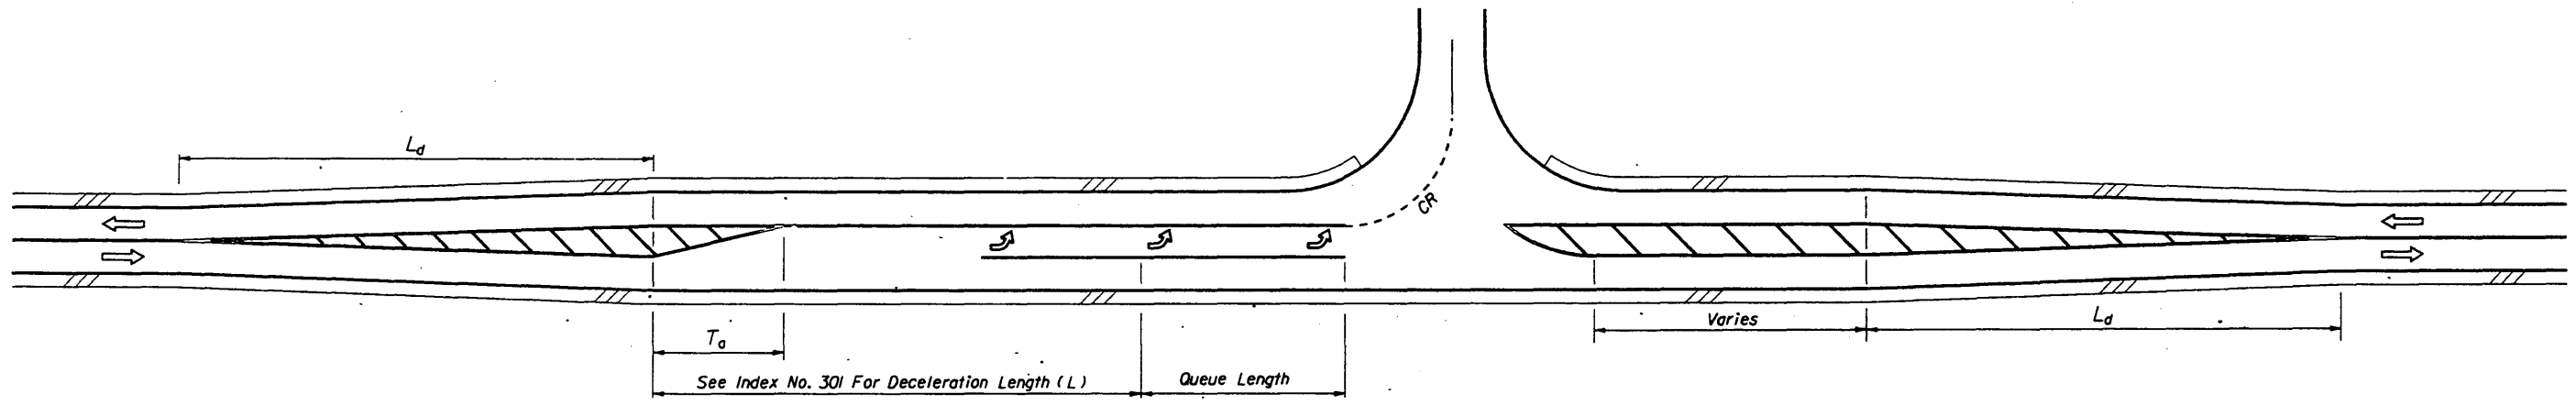 Ld
CR
Varies
Ld
Ta
See Index No. 301 For Deceleration Length (L)
Queue Length